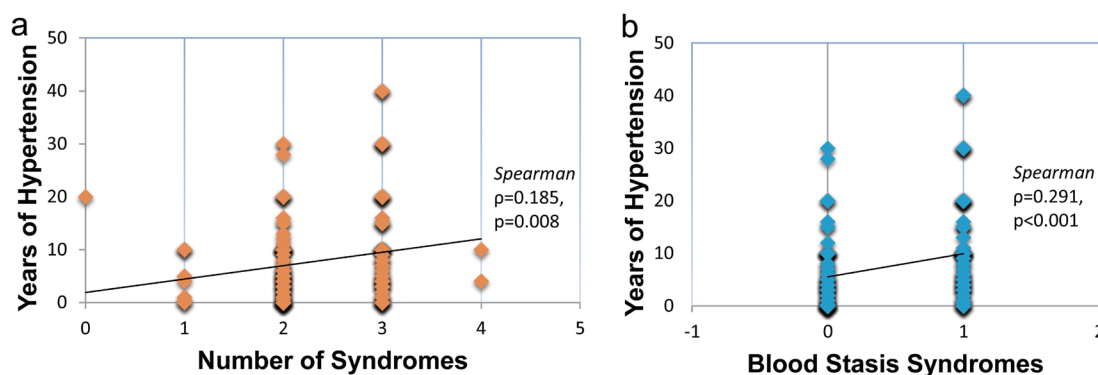 a
50
40
30
20
10
0
0 1 2 3 4 5
Years of Hypertension
Number of Syndromes
Spearman
ρ=0.185,
p=0.008
b
50
40
30
20
10
0
-1 0 1 2
Years of Hypertension
Blood Stasis Syndromes
Spearman
ρ=0.291,
p<0.001